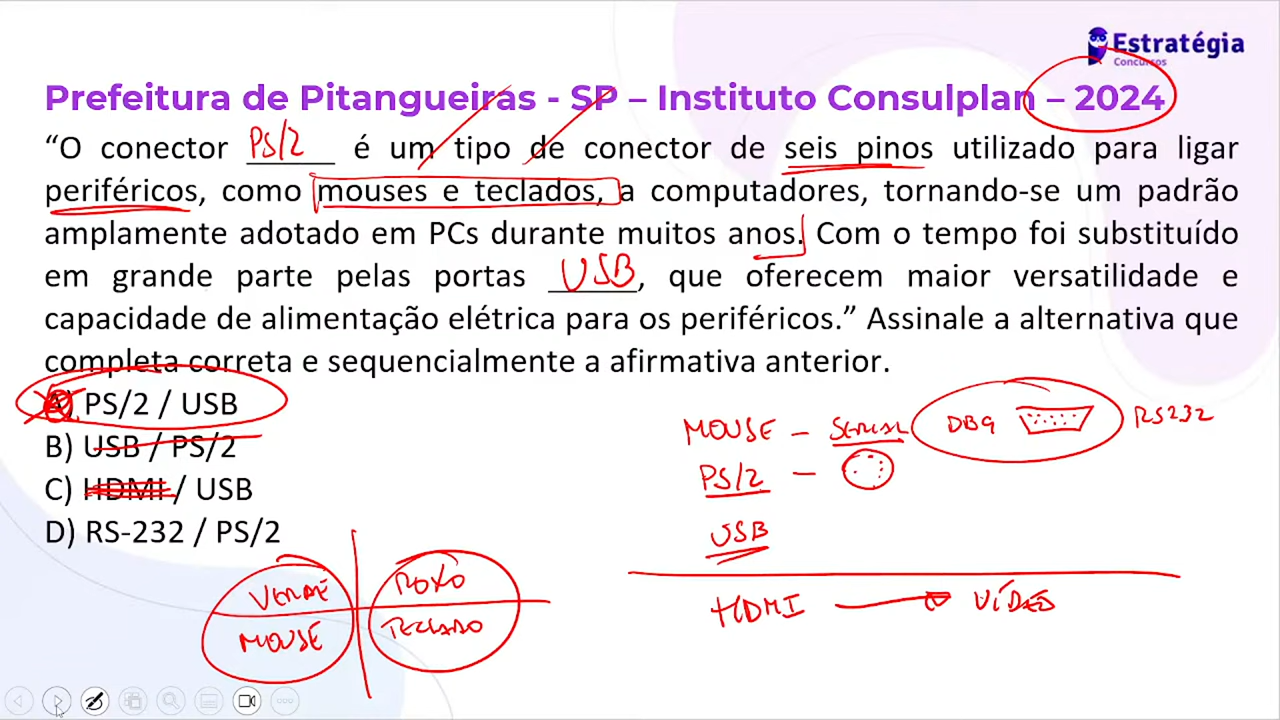 Estratégia
Concursos
Prefeitura de Pitangueiras - SP – Instituto Consulplan – 2024
“O conector PS/2 é um tipo de conector de seis pinos utilizado para ligar
periféricos, como mouses e teclados, a computadores, tornando-se um padrão
amplamente adotado em PCs durante muitos anos. Com o tempo foi substituído
em grande parte pelas portas USB, que oferecem maior versatilidade e
capacidade de alimentação elétrica para os periféricos.” Assinale a alternativa que
completa correta e sequencialmente a afirmativa anterior.
A) PS/2 / USB
B) USB / PS/2
C) HDMI / USB
D) RS-232 / PS/2
MOUSE – SERIAL DB9 RS232
PS/2 –
USB
HDMI → VÍDEO
VERDE ROXO
MOUSE TECLADO